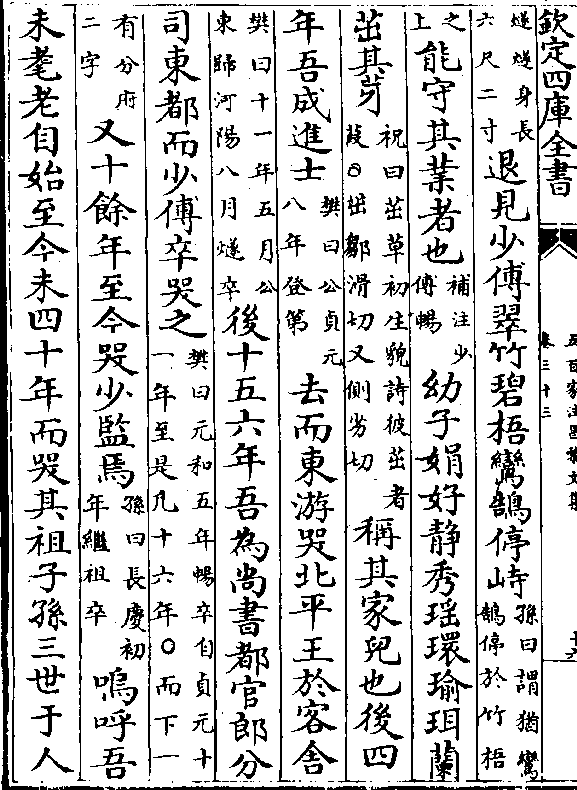 欽定四庫全書
卷三十三
燧燧身長六尺二寸退見少傅翠竹碧梧鸞鵠停峙孫曰謂猶鸞鵠停於竹梧
之上能守其業者也補注少傅暢幼子娟好静秀瑶環瑜珥蘭
茁其芽祝曰茁草初生貌詩彼茁者葭〇茁鄒滑切又側劣切稱其家兒也後四
年吾成進士樊曰公貞元八年登第去而東游哭北平王於客舍
樊曰十一年五月公東歸河陽八月燧卒後十五六年吾為尚書都官郎分
司東都而少傅卒哭之樊曰元和五年暢卒自貞元十一年至是凡十六年〇而下一
有分府二字又十餘年至今哭少監焉孫曰長慶初年繼祖卒嗚呼吾
未耄老自始至今未四十年而哭其祖子孫三世于人